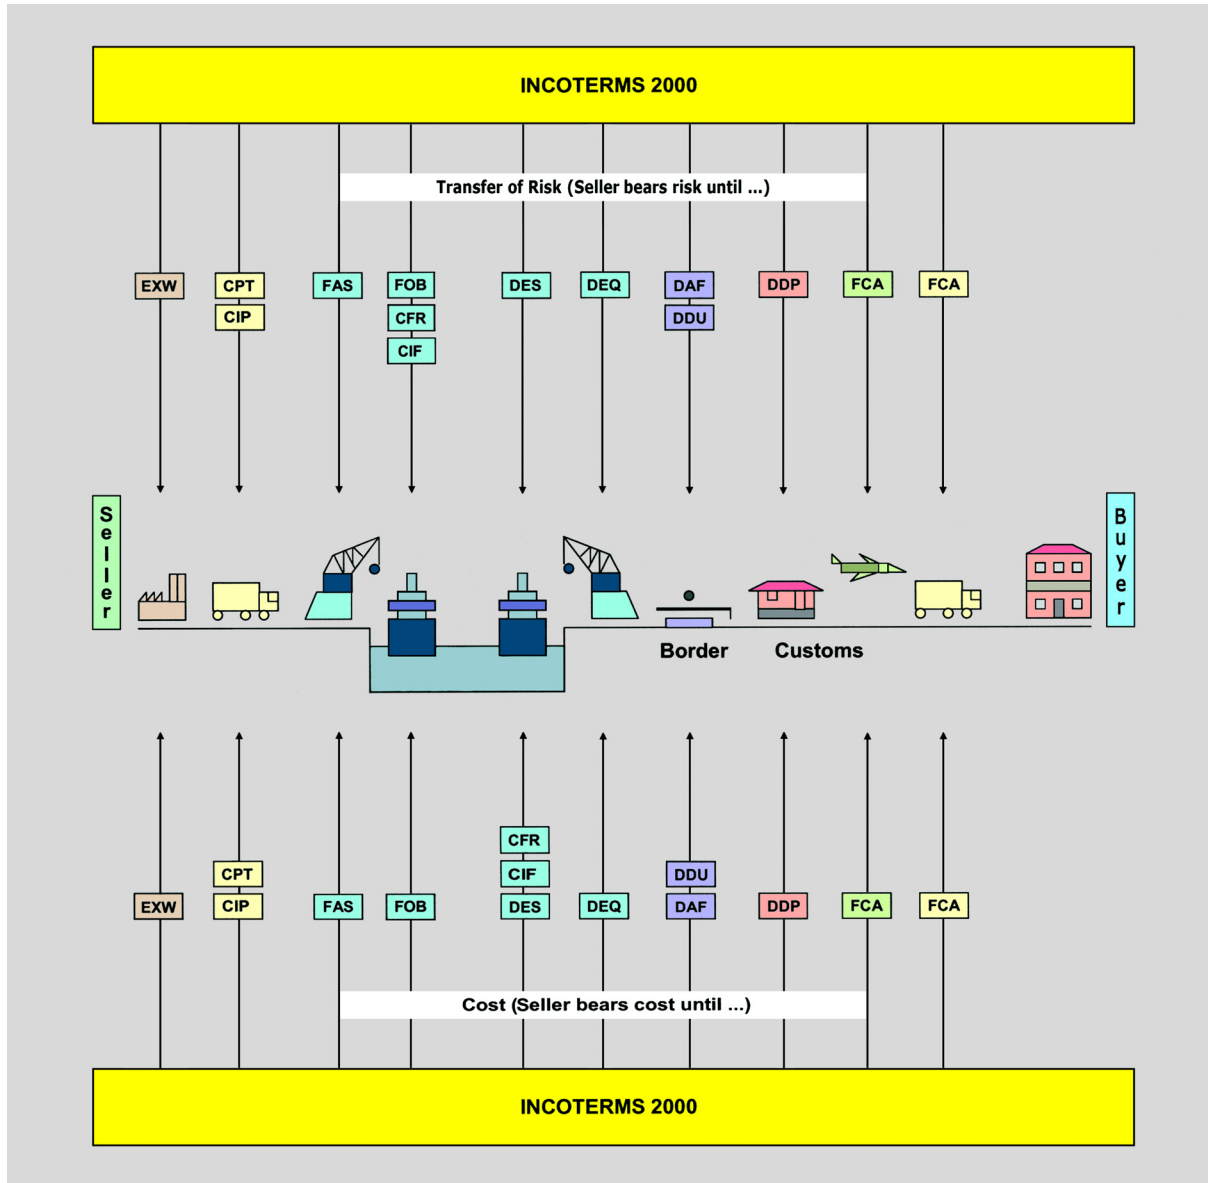 INCOTERMS 2000
Transfer of Risk (Seller bears risk until ...)
EXW CPT FAS FOB DES DEQ DAF DDP FCA FCA
CIP CFR DDU
CIF
Seller
Buyer
Border Customs
CFR
CPT CIF DDU
EXW CIP FAS FOB DES DEQ DAF DDP FCA FCA
Cost (Seller bears cost until ...)
INCOTERMS 2000